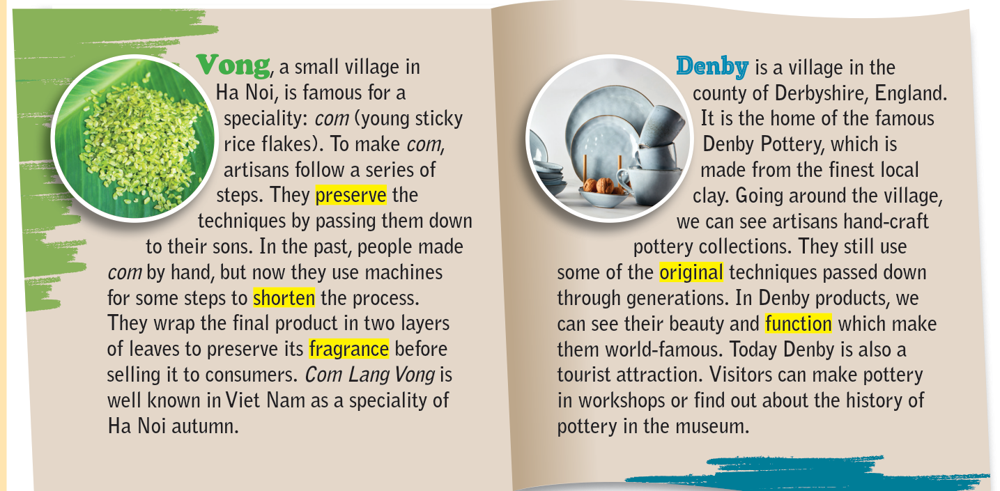 Vong, a small village in
Ha Noi, is famous for a
speciality: com (young sticky
rice flakes). To make com,
artisans follow a series of
steps. They preserve the
techniques by passing them down
to their sons. In the past, people made
com by hand, but now they use machines
for some steps to shorten the process.
They wrap the final product in two layers
of leaves to preserve its fragrance before
selling it to consumers. Com Lang Vong is
well known in Viet Nam as a speciality of
Ha Noi autumn.
Denby is a village in the
county of Derbyshire, England.
It is the home of the famous
Denby Pottery, which is
made from the finest local
clay. Going around the village,
we can see artisans hand-craft
pottery collections. They still use
some of the original techniques passed down
through generations. In Denby products, we
can see their beauty and function which make
them world-famous. Today Denby is also a
tourist attraction. Visitors can make pottery
in workshops or find out about the history of
pottery in the museum.